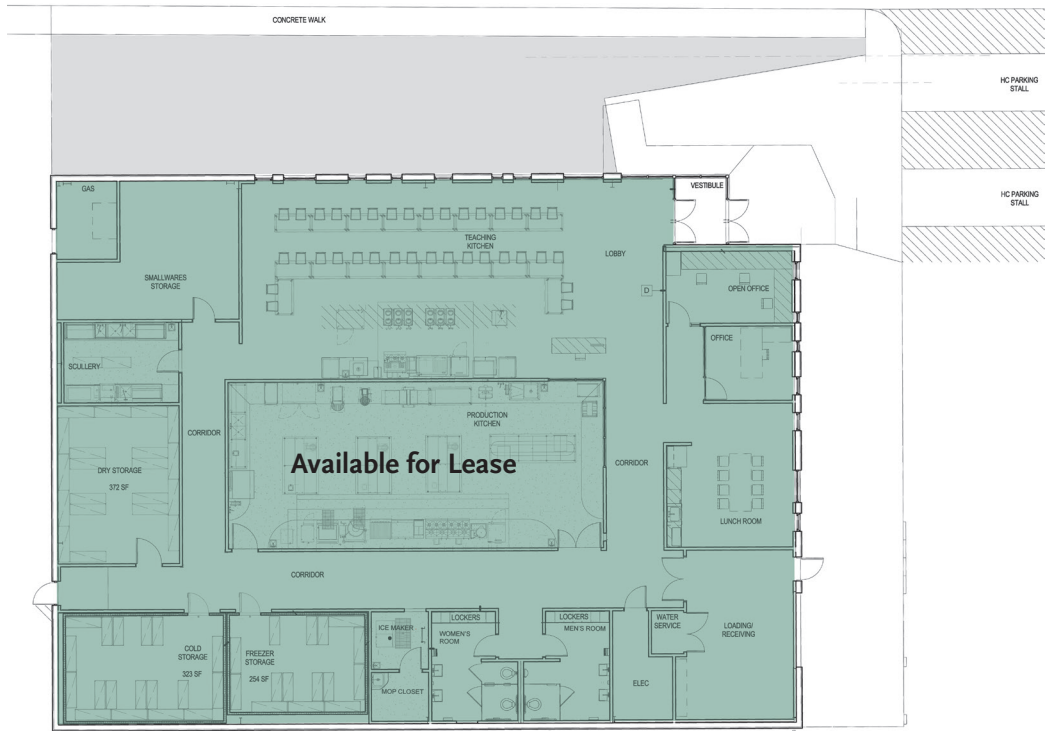 CONCRETE WALK
HC PARKING
STALL
HC PARKING
STALL
GAS
VESTIBULE
TEACHING
KITCHEN
LOBBY
SMALLWARES
STORAGE
D
OPEN OFFICE
OFFICE
SCULLERY
PRODUCTION
KITCHEN
CORRIDOR
Available for Lease
CORRIDOR
DRY STORAGE
372 SF
LUNCH ROOM
CORRIDOR
COLD
STORAGE
323 SF
FREEZER
STORAGE
254 SF
ICE MAKER
MOP CLOSET
LOCKERS
WOMEN'S
ROOM
LOCKERS
MEN'S ROOM
WATER
SERVICE
ELEC
LOADING/
RECEIVING